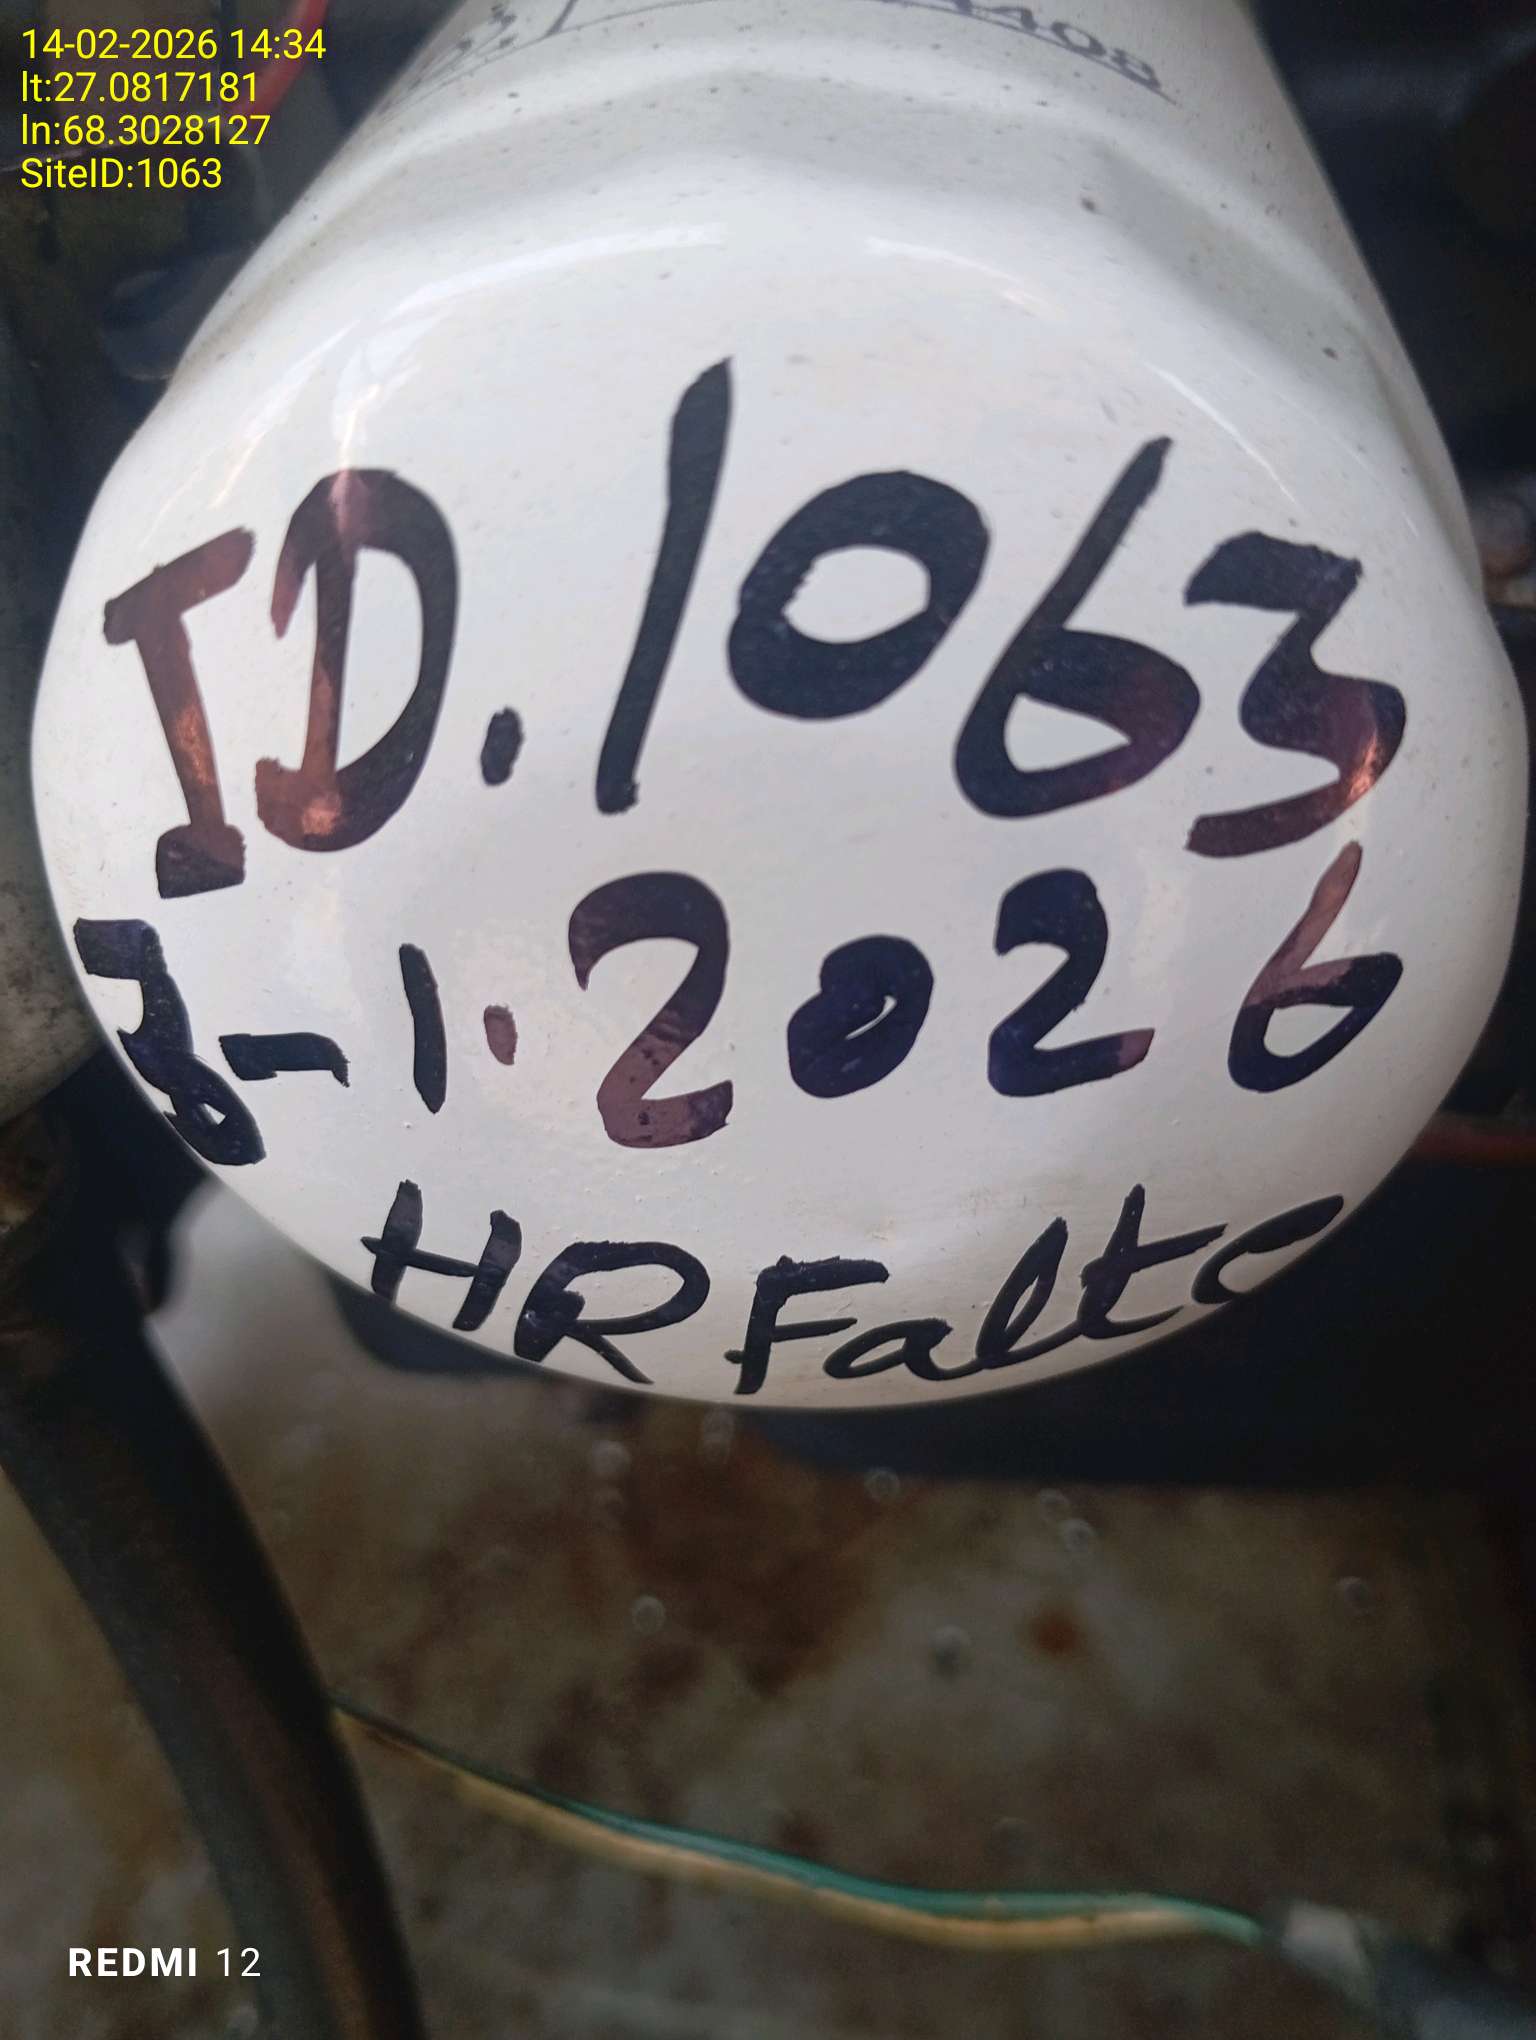 14-02-2026 14:34
lt:27.0817181
ln:68.3028127
SiteID:1063
ID.1063
1.2026
HR Falte
REDMI 12